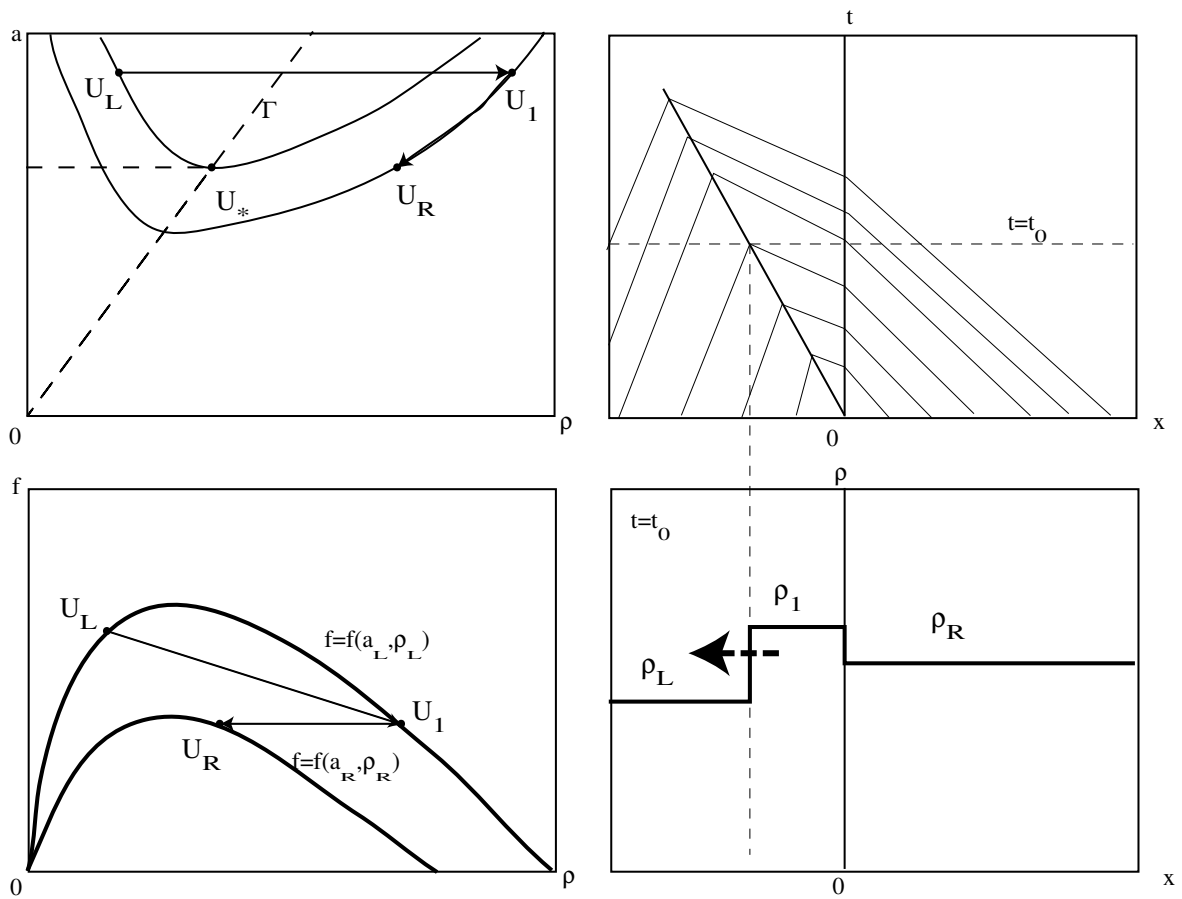 a
U_L
Γ
U_1
U_*
U_R
0
ρ
t
t=t_0
0
x
f
U_L
f=f(a_L,ρ_L)
U_1
U_R
f=f(a_R,ρ_R)
0
ρ
ρ
t=t_0
ρ_1
ρ_R
ρ_L
0
x